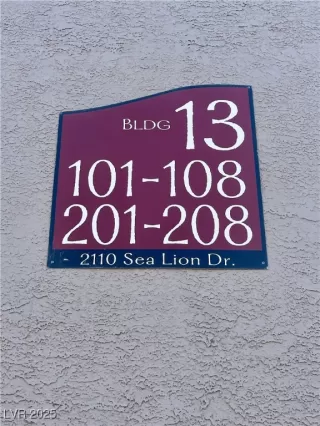 BLDG 13
101-108
201-208
2110 Sea Lion Dr.
LVR 2025